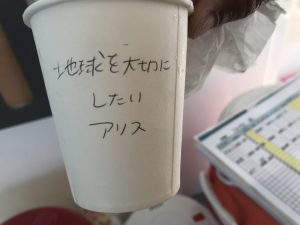 地球を大切に
したい
アリス